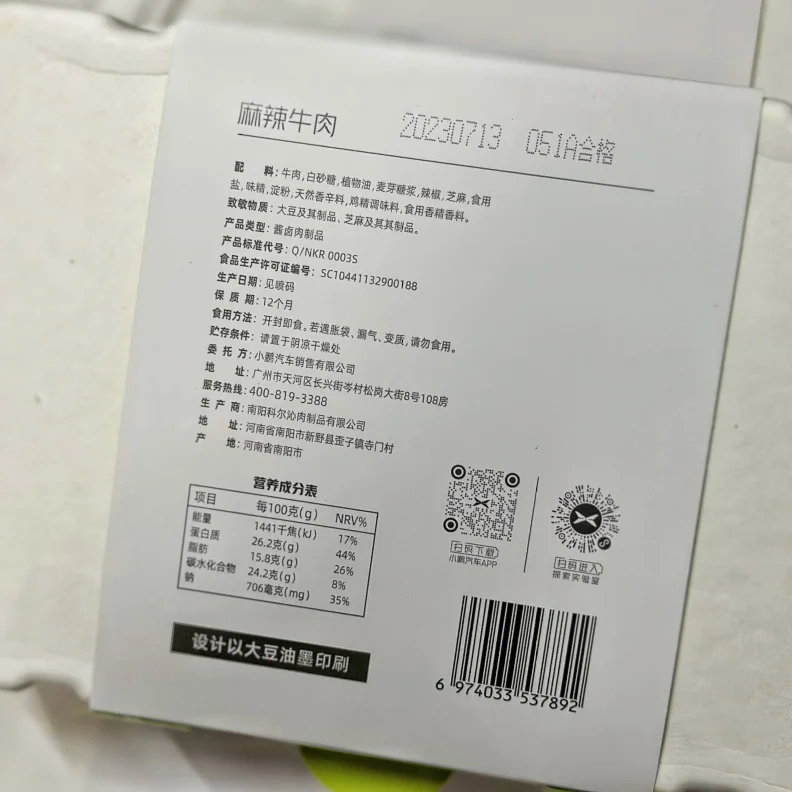 麻辣牛肉
20230713 051A合格
配 料：牛肉,白砂糖,植物油,麦芽糖浆,辣椒,芝麻,食用
盐,味精,淀粉,天然香辛料,鸡精调味料,食用香精香料。
致敏物质：大豆及其制品、芝麻及其其制品。
产品类型：酱卤肉制品
产品标准代号：Q/NKR 0003S
食品生产许可证编号：SC10441132900188
生产日期：见喷码
保 质 期：12个月
食用方法：开封即食。若遇胀袋、漏气、变质,请勿食用。
贮存条件：请置于阴凉干燥处
委 托 方：小鹏汽车销售有限公司
地 址：广州市天河区长兴街岑村松岗大街8号108房
服务热线：400-819-3388
生 产 商：南阳科尔沁肉制品有限公司
地 址：河南省南阳市新野县歪子镇寺门村
产 地：河南省南阳市
营养成分表
项目 每100克(g) NRV%
能量 1441千焦(kJ) 17%
蛋白质 26.2克(g) 44%
脂肪 15.8克(g) 26%
碳水化合物 24.2克(g) 8%
钠 706毫克(mg) 35%
扫码下载
小鹏汽车APP
扫码进入
探索实验室
设计以大豆油墨印刷
6 974033 537892